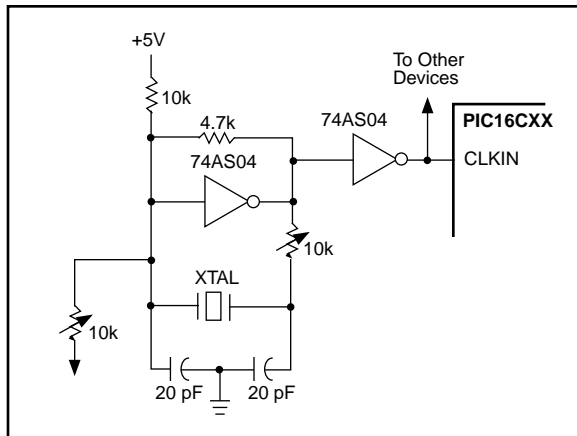 +5V
10k
4.7k
74AS04
74AS04
To Other
Devices
PIC16CXX
CLKIN
10k
XTAL
10k
20 pF
20 pF